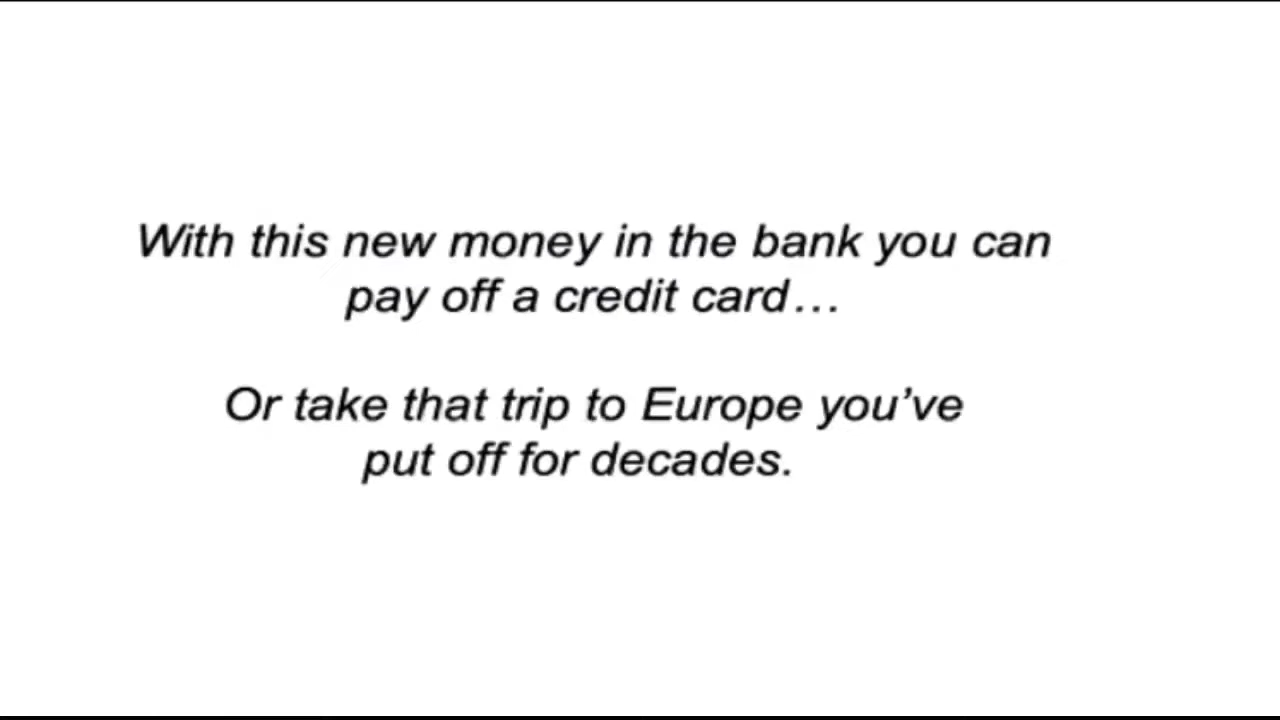 With this new money in the bank you can
pay off a credit card…
Or take that trip to Europe you’ve
put off for decades.